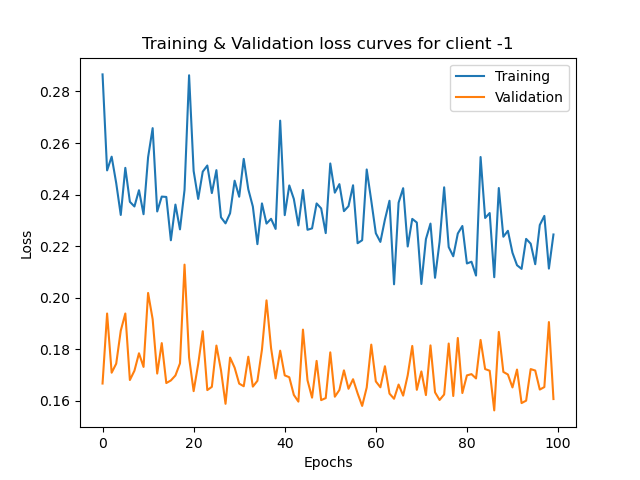 Training & Validation loss curves for client -1
Training
Validation
Loss
0.28
0.26
0.24
0.22
0.20
0.18
0.16
0
20
40
60
80
100
Epochs